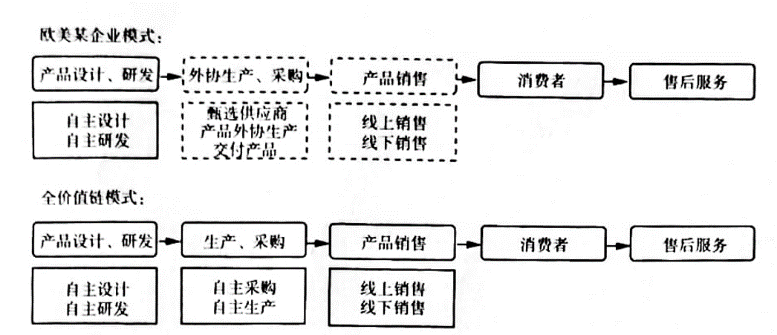 欧美某企业模式:
产品设计、研发
外协生产、采购
产品销售
消费者
售后服务
自主设计
自主研发
甄选供应商
产品外协生产
交付产品
线上销售
线下销售
全价值链模式:
产品设计、研发
生产、采购
产品销售
消费者
售后服务
自主设计
自主研发
自主采购
自主生产
线上销售
线下销售